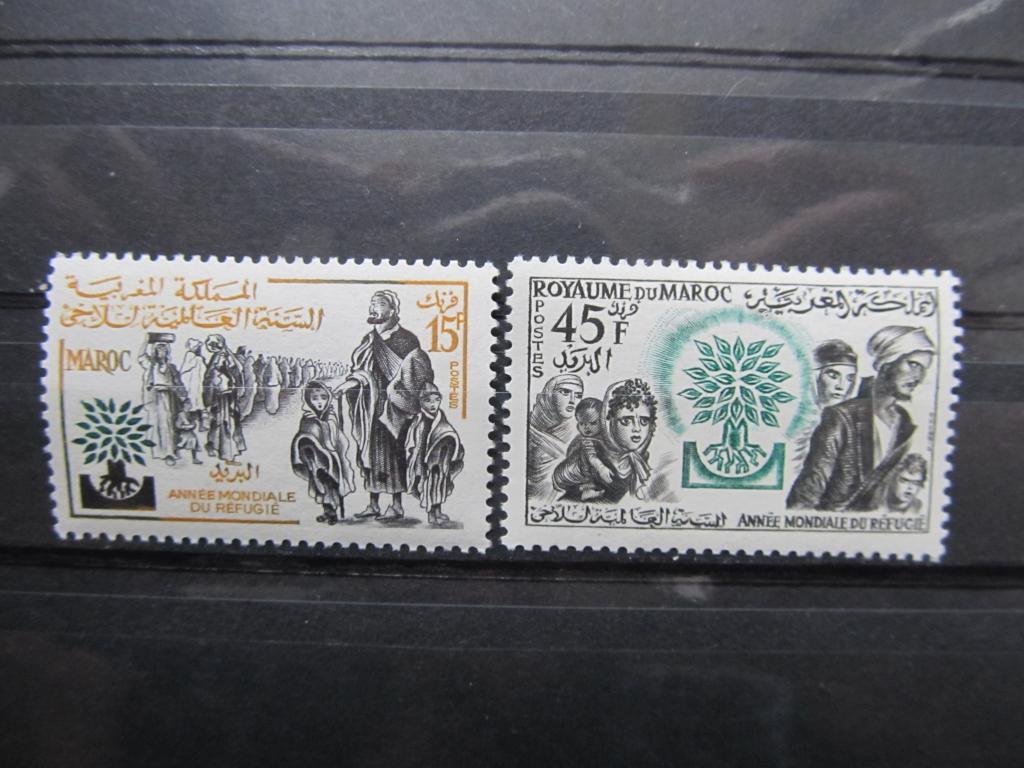 المملكة المغربية
السنة العالمية للاجئ
فرنك
15F
POSTES
MAROC
البريد
ANNÉE MONDIALE
DU RÉFUGIÉ
ROYAUME DU MAROC
المملكة المغربية
POSTES
45F
فرنك
البريد
السنة العالمية للاجئ
ANNÉE MONDIALE DU RÉFUGIÉ